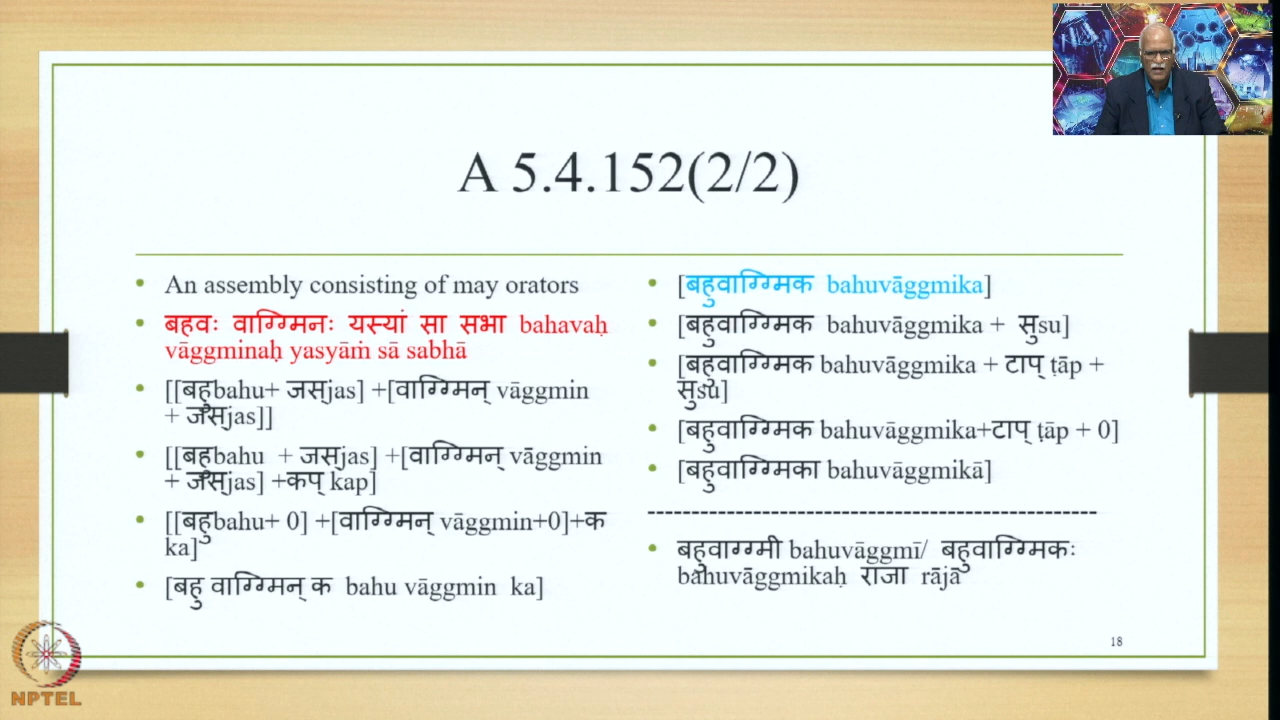 A 5.4.152(2/2)
• An assembly consisting of may orators
• बहवः वाग्ग्मिनः यस्यां सा सभा bahavaḥ
vāggminaḥ yasyāṁ sā sabhā
• [[बहुbahu+ जस्jas] +[वाग्ग्मिन् vāggmin
+ जस्jas]]
• [[बहुbahu + जस्jas] +[वाग्ग्मिन् vāggmin
+ जस्jas] +कप् kap]
• [[बहुbahu+ 0] +[वाग्ग्मिन् vāggmin+0]+क
ka]
• [बहु वाग्ग्मिन् क bahu vāggmin ka]
• [बहुवाग्ग्मिक bahuvāggmika]
• [बहुवाग्ग्मिक bahuvāggmika + सुsu]
• [बहुवाग्ग्मिक bahuvāggmika + टाप् ṭāp +
सुsu]
• [बहुवाग्ग्मिक bahuvāggmika+टाप् ṭāp + 0]
• [बहुवाग्ग्मिका bahuvāggmikā]
-------------------------------------------------
• बहुवाग्ग्मी bahuvāggmī/ बहुवाग्ग्मिकः
bahuvāggmikaḥ राजा rājā
18
NPTEL